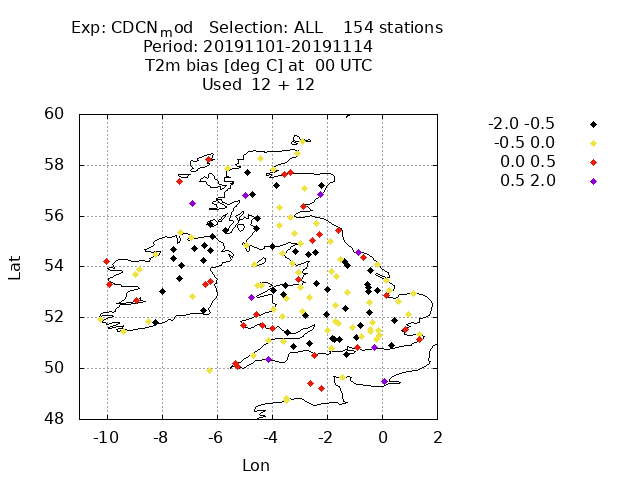 Exp: CDCNmod Selection: ALL 154 stations
Period: 20191101-20191114
T2m bias [deg C] at 00 UTC
Used 12 + 12
-2.0 -0.5
-0.5 0.0
0.0 0.5
0.5 2.0
60
58
56
54
52
50
48
Lat
-10 -8 -6 -4 -2 0 2
Lon